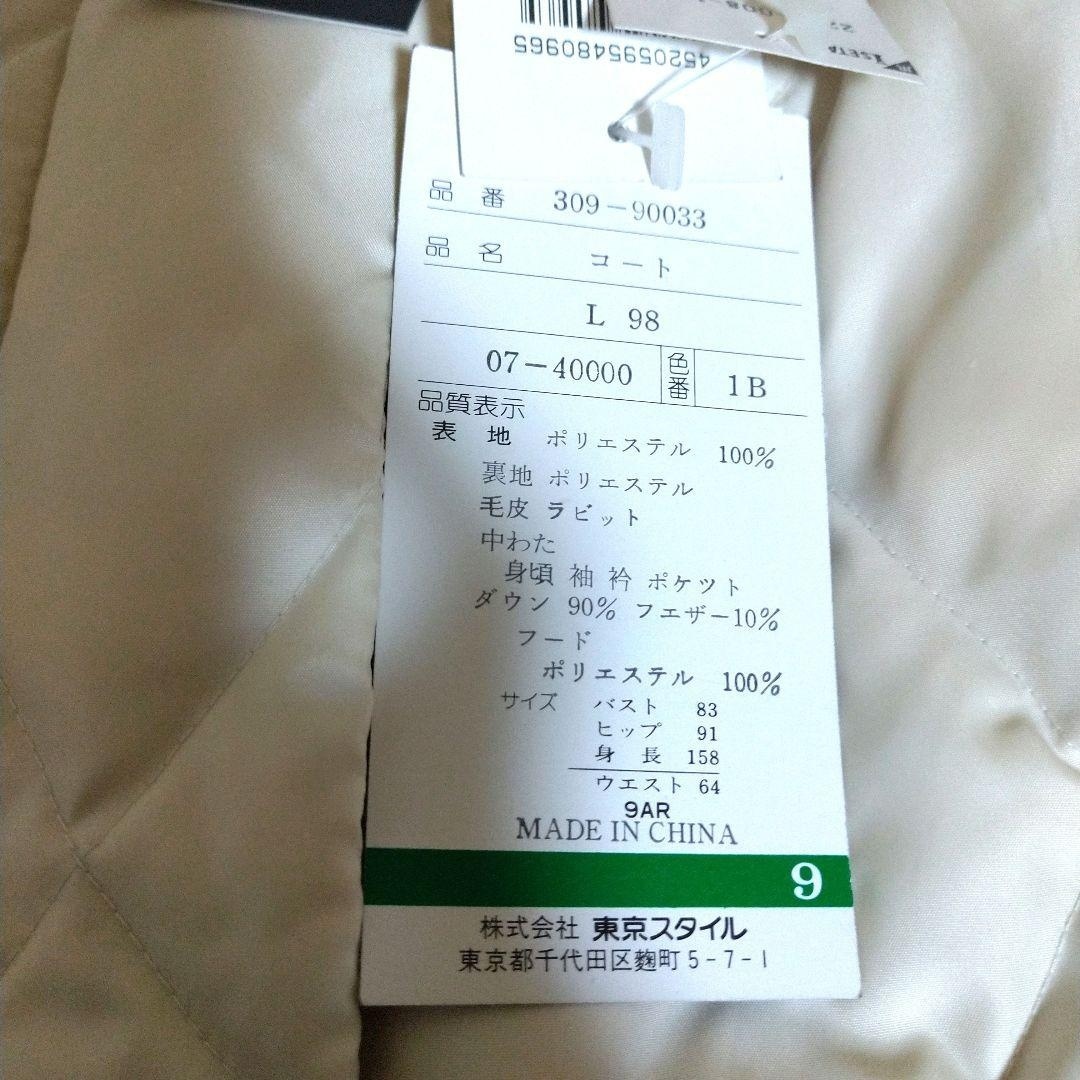 4520595480965
ISETA
27
008
品番 309-90033
品名 コート
L 98
07-40000 色番 1B
品質表示
表地 ポリエステル 100%
裏地 ポリエステル
毛皮 ラビット
中わた
身頃 袖 衿 ポケツト
ダウン 90% フエザー10%
フード
ポリエステル 100%
サイズ バスト 83
ヒップ 91
身長 158
ウエスト 64
9AR
MADE IN CHINA
9
株式会社 東京スタイル
東京都千代田区麹町5-7-1